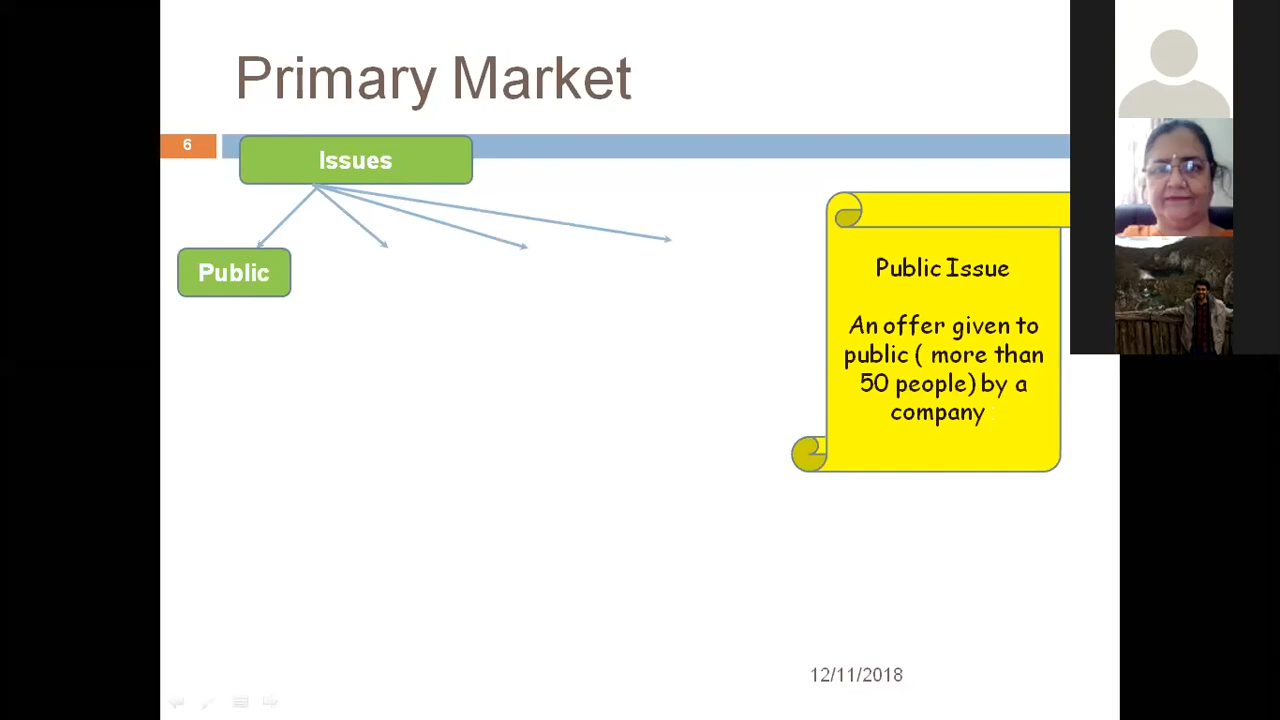 Primary Market
6
Issues
Public
Public Issue
An offer given to
public ( more than
50 people) by a
company
12/11/2018